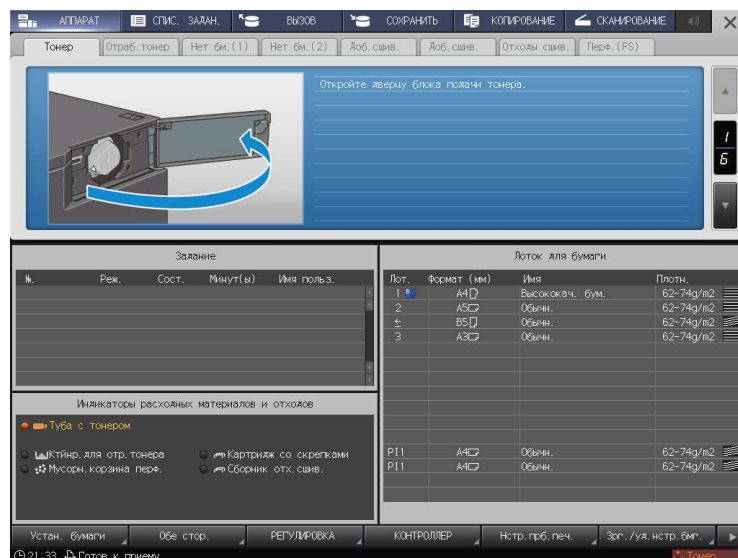 АППАРАТ СПИС. ЗАДАН. ВЫЗОВ СОХРАНИТЬ КОПИРОВАНИЕ СКАНИРОВАНИЕ
Тонер Отраб. тонер Нет бм.(1) Нет бм.(2) Доб.сшив. Доб.сшив. Отходы сшив. Перф.(FS)
Откройте дверцу блока подачи тонера.
1
6
Задание
№. Реж. Сост. Минут(ы) Имя польз.
Лоток для бумаги
Лот. Формат (мм) Имя Плотн.
1 A4 Высококач. бум. 62-74g/m2
2 A5 Обычн. 62-74g/m2
B5 Обычн. 62-74g/m2
3 A3 Обычн. 62-74g/m2
PI1 A4 Обычн. 62-74g/m2
PI1 A4 Обычн. 62-74g/m2
Индикаторы расходных материалов и отходов
Туба с тонером
Ктйнр. для отр. тонера Картридж со скрепками
Мусорн. корзина перф. Сборник отх. сшив.
Устан. бумаги Обе стор. РЕГУЛИРОВКА КОНТРОЛЛЕР Нстр. прб. печ. Зрг./уд. нстр. бмг.
21:33 Готов к приему Тонер